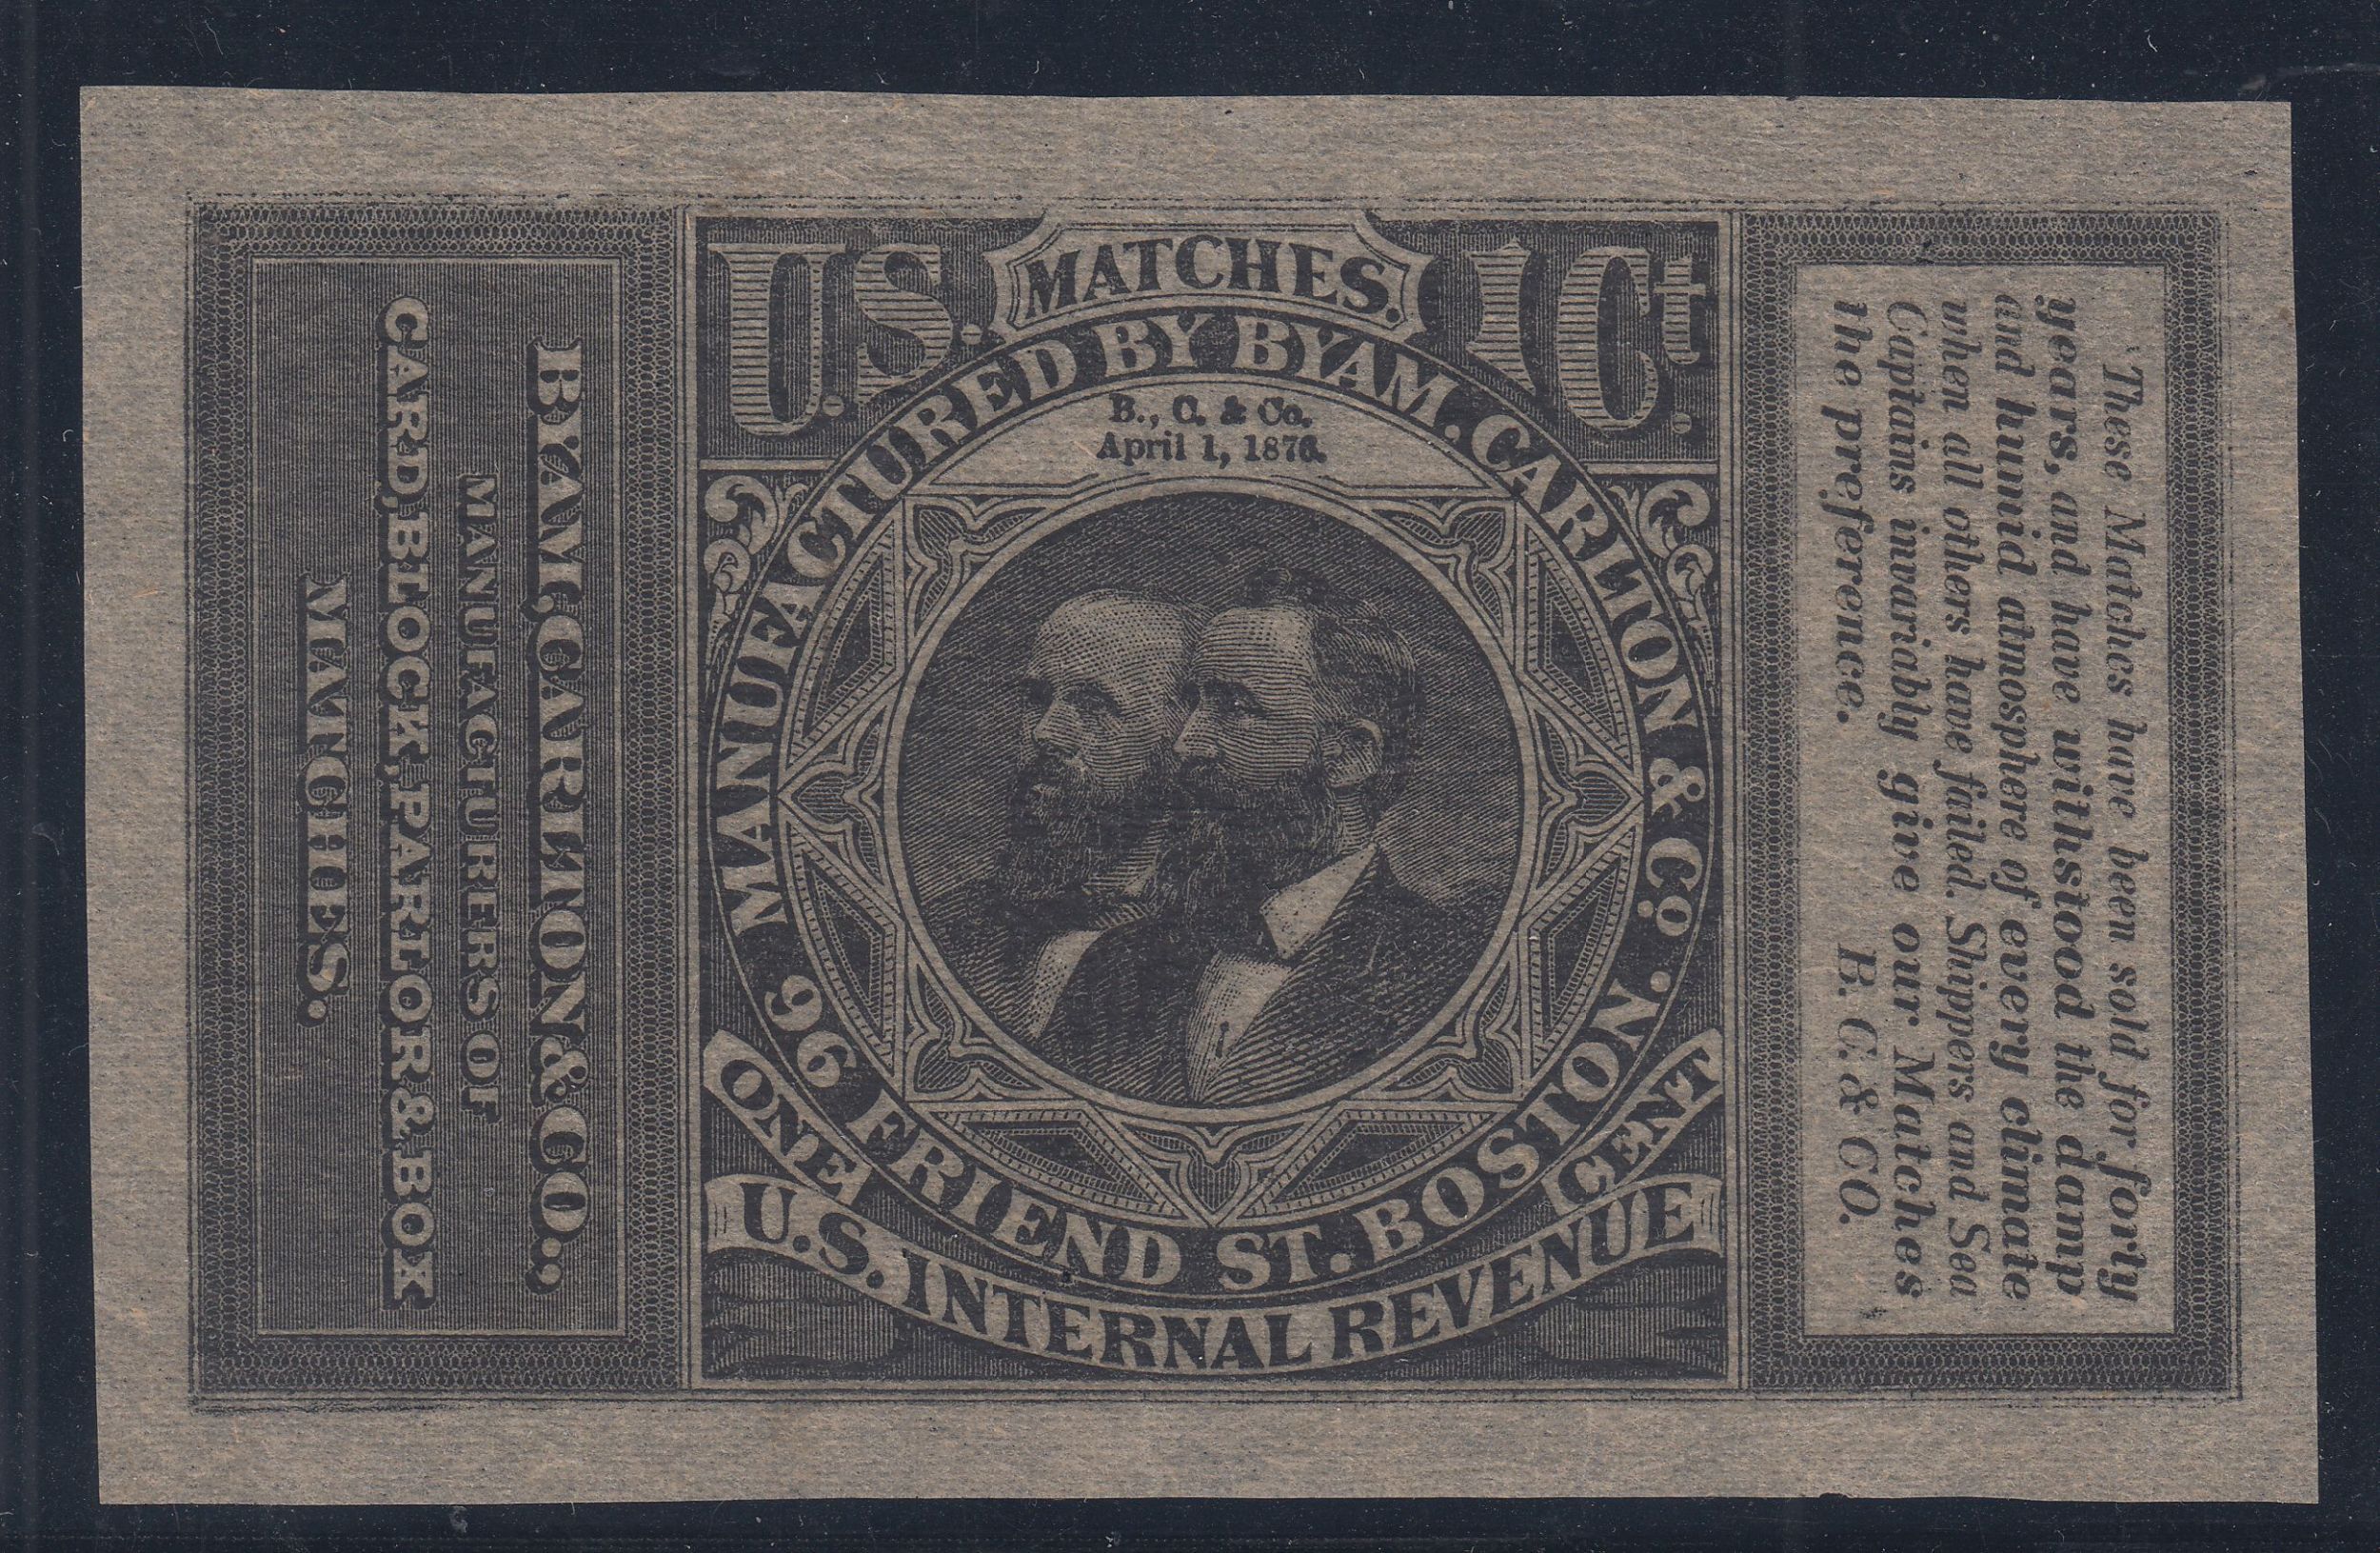 BYAM, CARLTON & CO.,
MANUFACTURERS OF
CARD, BLOCK, PARLOR & BOX
MATCHES.
U.S.
MATCHES.
1 Ct.
MANUFACTURED BY BYAM. CARLTON & CO.
B., C. & Co.
April 1, 1876.
96 FRIEND ST. BOSTON.
ONE CENT
U.S. INTERNAL REVENUE
These Matches have been sold for forty
years, and have withstood the damp
and humid atmosphere of every climate
when all others have failed. Shippers and Sea
Captains invariably give our Matches
the preference. B. C. & CO.